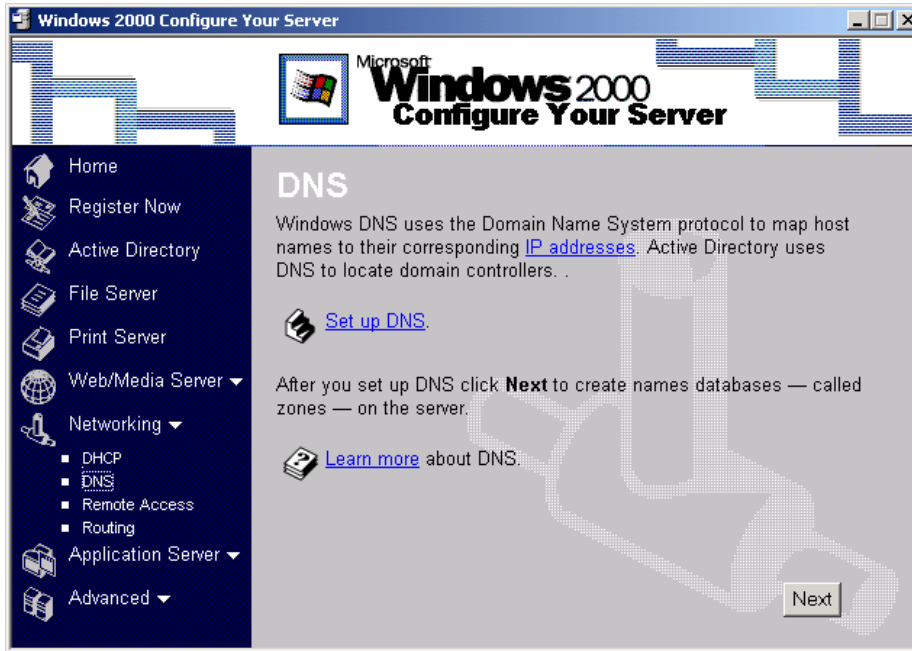 Windows 2000 Configure Your Server
Microsoft
Windows 2000
Configure Your Server
Home
Register Now
Active Directory
File Server
Print Server
Web/Media Server
Networking
DHCP
DNS
Remote Access
Routing
Application Server
Advanced
DNS
Windows DNS uses the Domain Name System protocol to map host
names to their corresponding IP addresses. Active Directory uses
DNS to locate domain controllers. .
Set up DNS.
After you set up DNS click Next to create names databases — called
zones — on the server.
Learn more about DNS.
Next